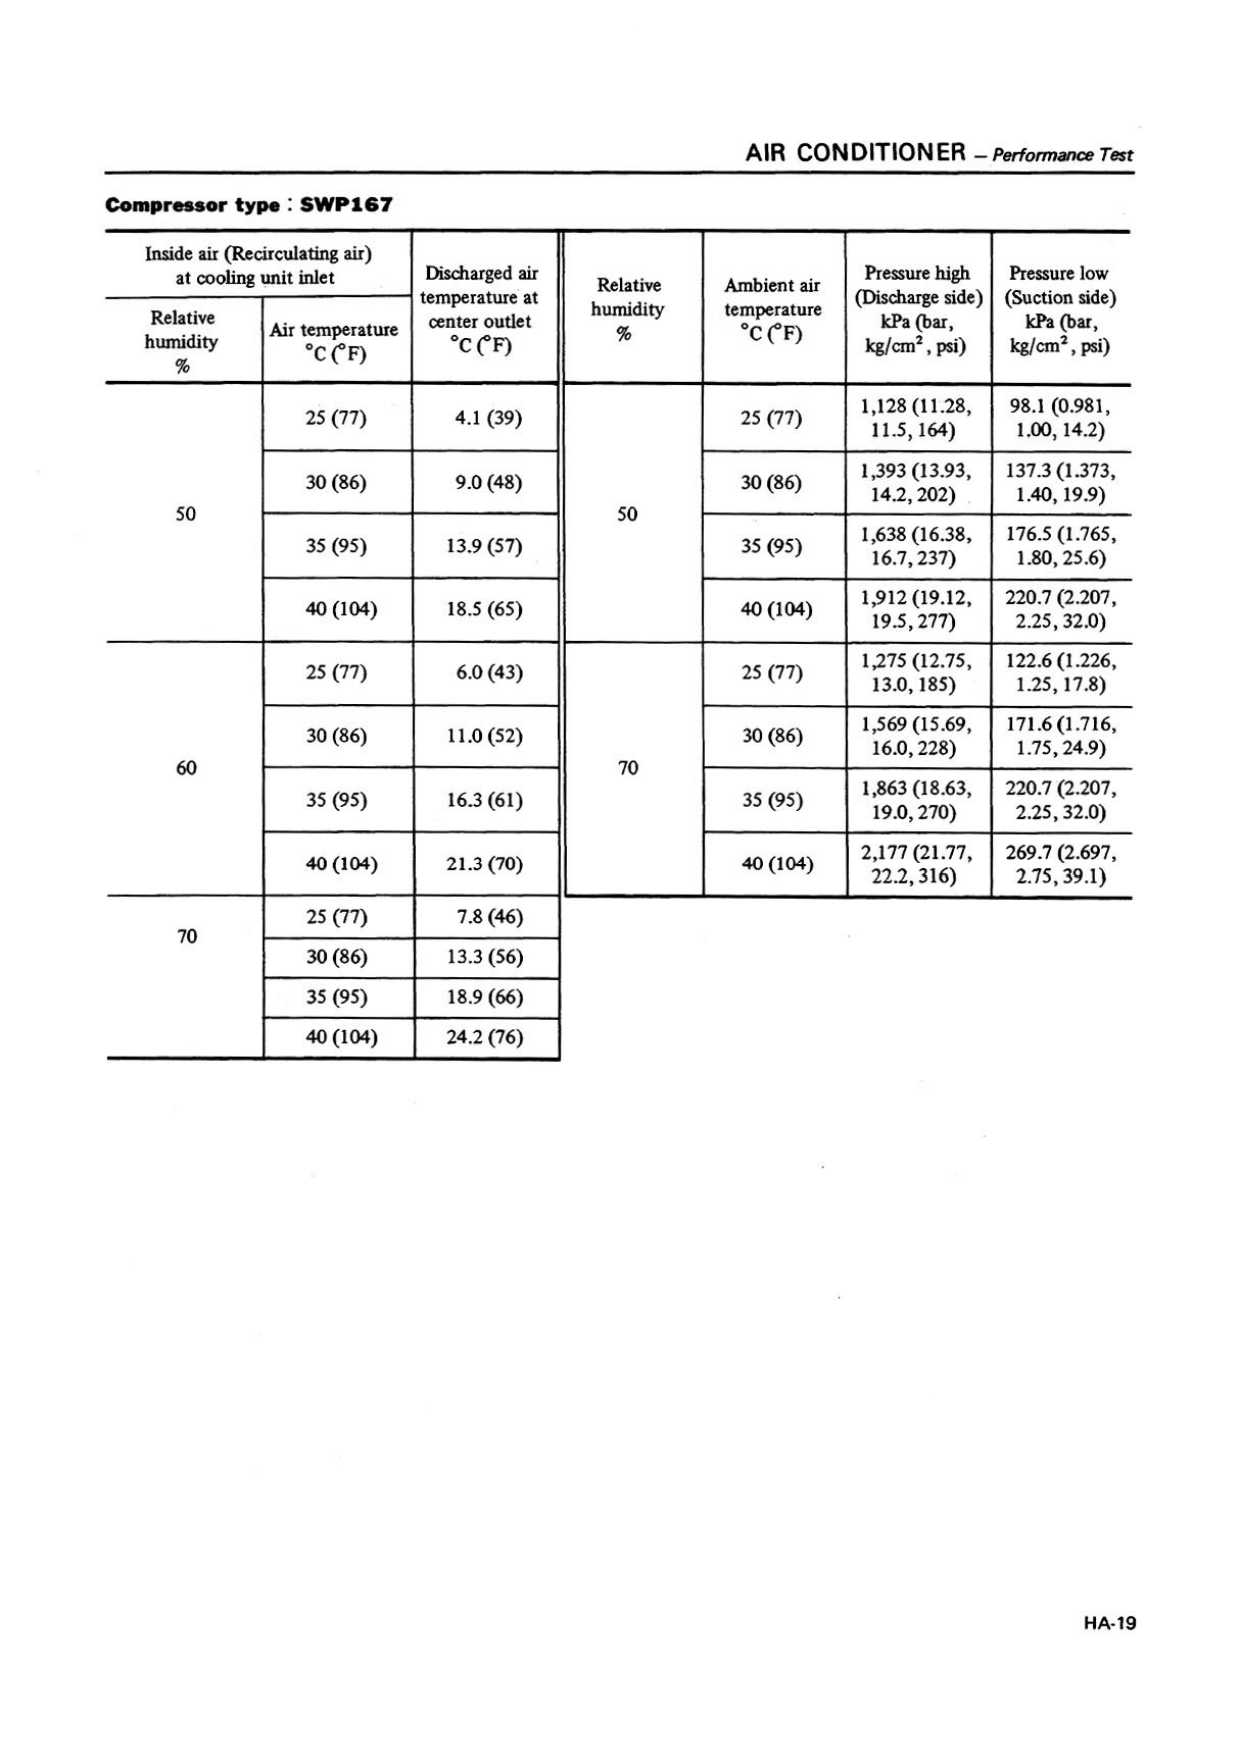 AIR CONDITIONER – Performance Test
Compressor type : SWP167
Inside air (Recirculating air)
at cooling unit inlet
Relative
humidity
%
Air temperature
°C (°F)
Discharged air
temperature at
center outlet
°C (°F)
Relative
humidity
%
Ambient air
temperature
°C (°F)
Pressure high
(Discharge side)
kPa (bar,
kg/cm², psi)
Pressure low
(Suction side)
kPa (bar,
kg/cm², psi)
50
25 (77)
4.1 (39)
30 (86)
9.0 (48)
35 (95)
13.9 (57)
40 (104)
18.5 (65)
60
25 (77)
6.0 (43)
30 (86)
11.0 (52)
35 (95)
16.3 (61)
40 (104)
21.3 (70)
70
25 (77)
7.8 (46)
30 (86)
13.3 (56)
35 (95)
18.9 (66)
40 (104)
24.2 (76)
50
25 (77)
1,128 (11.28,
11.5, 164)
98.1 (0.981,
1.00, 14.2)
30 (86)
1,393 (13.93,
14.2, 202)
137.3 (1.373,
1.40, 19.9)
35 (95)
1,638 (16.38,
16.7, 237)
176.5 (1.765,
1.80, 25.6)
40 (104)
1,912 (19.12,
19.5, 277)
220.7 (2.207,
2.25, 32.0)
70
25 (77)
1,275 (12.75,
13.0, 185)
122.6 (1.226,
1.25, 17.8)
30 (86)
1,569 (15.69,
16.0, 228)
171.6 (1.716,
1.75, 24.9)
35 (95)
1,863 (18.63,
19.0, 270)
220.7 (2.207,
2.25, 32.0)
40 (104)
2,177 (21.77,
22.2, 316)
269.7 (2.697,
2.75, 39.1)
HA-19